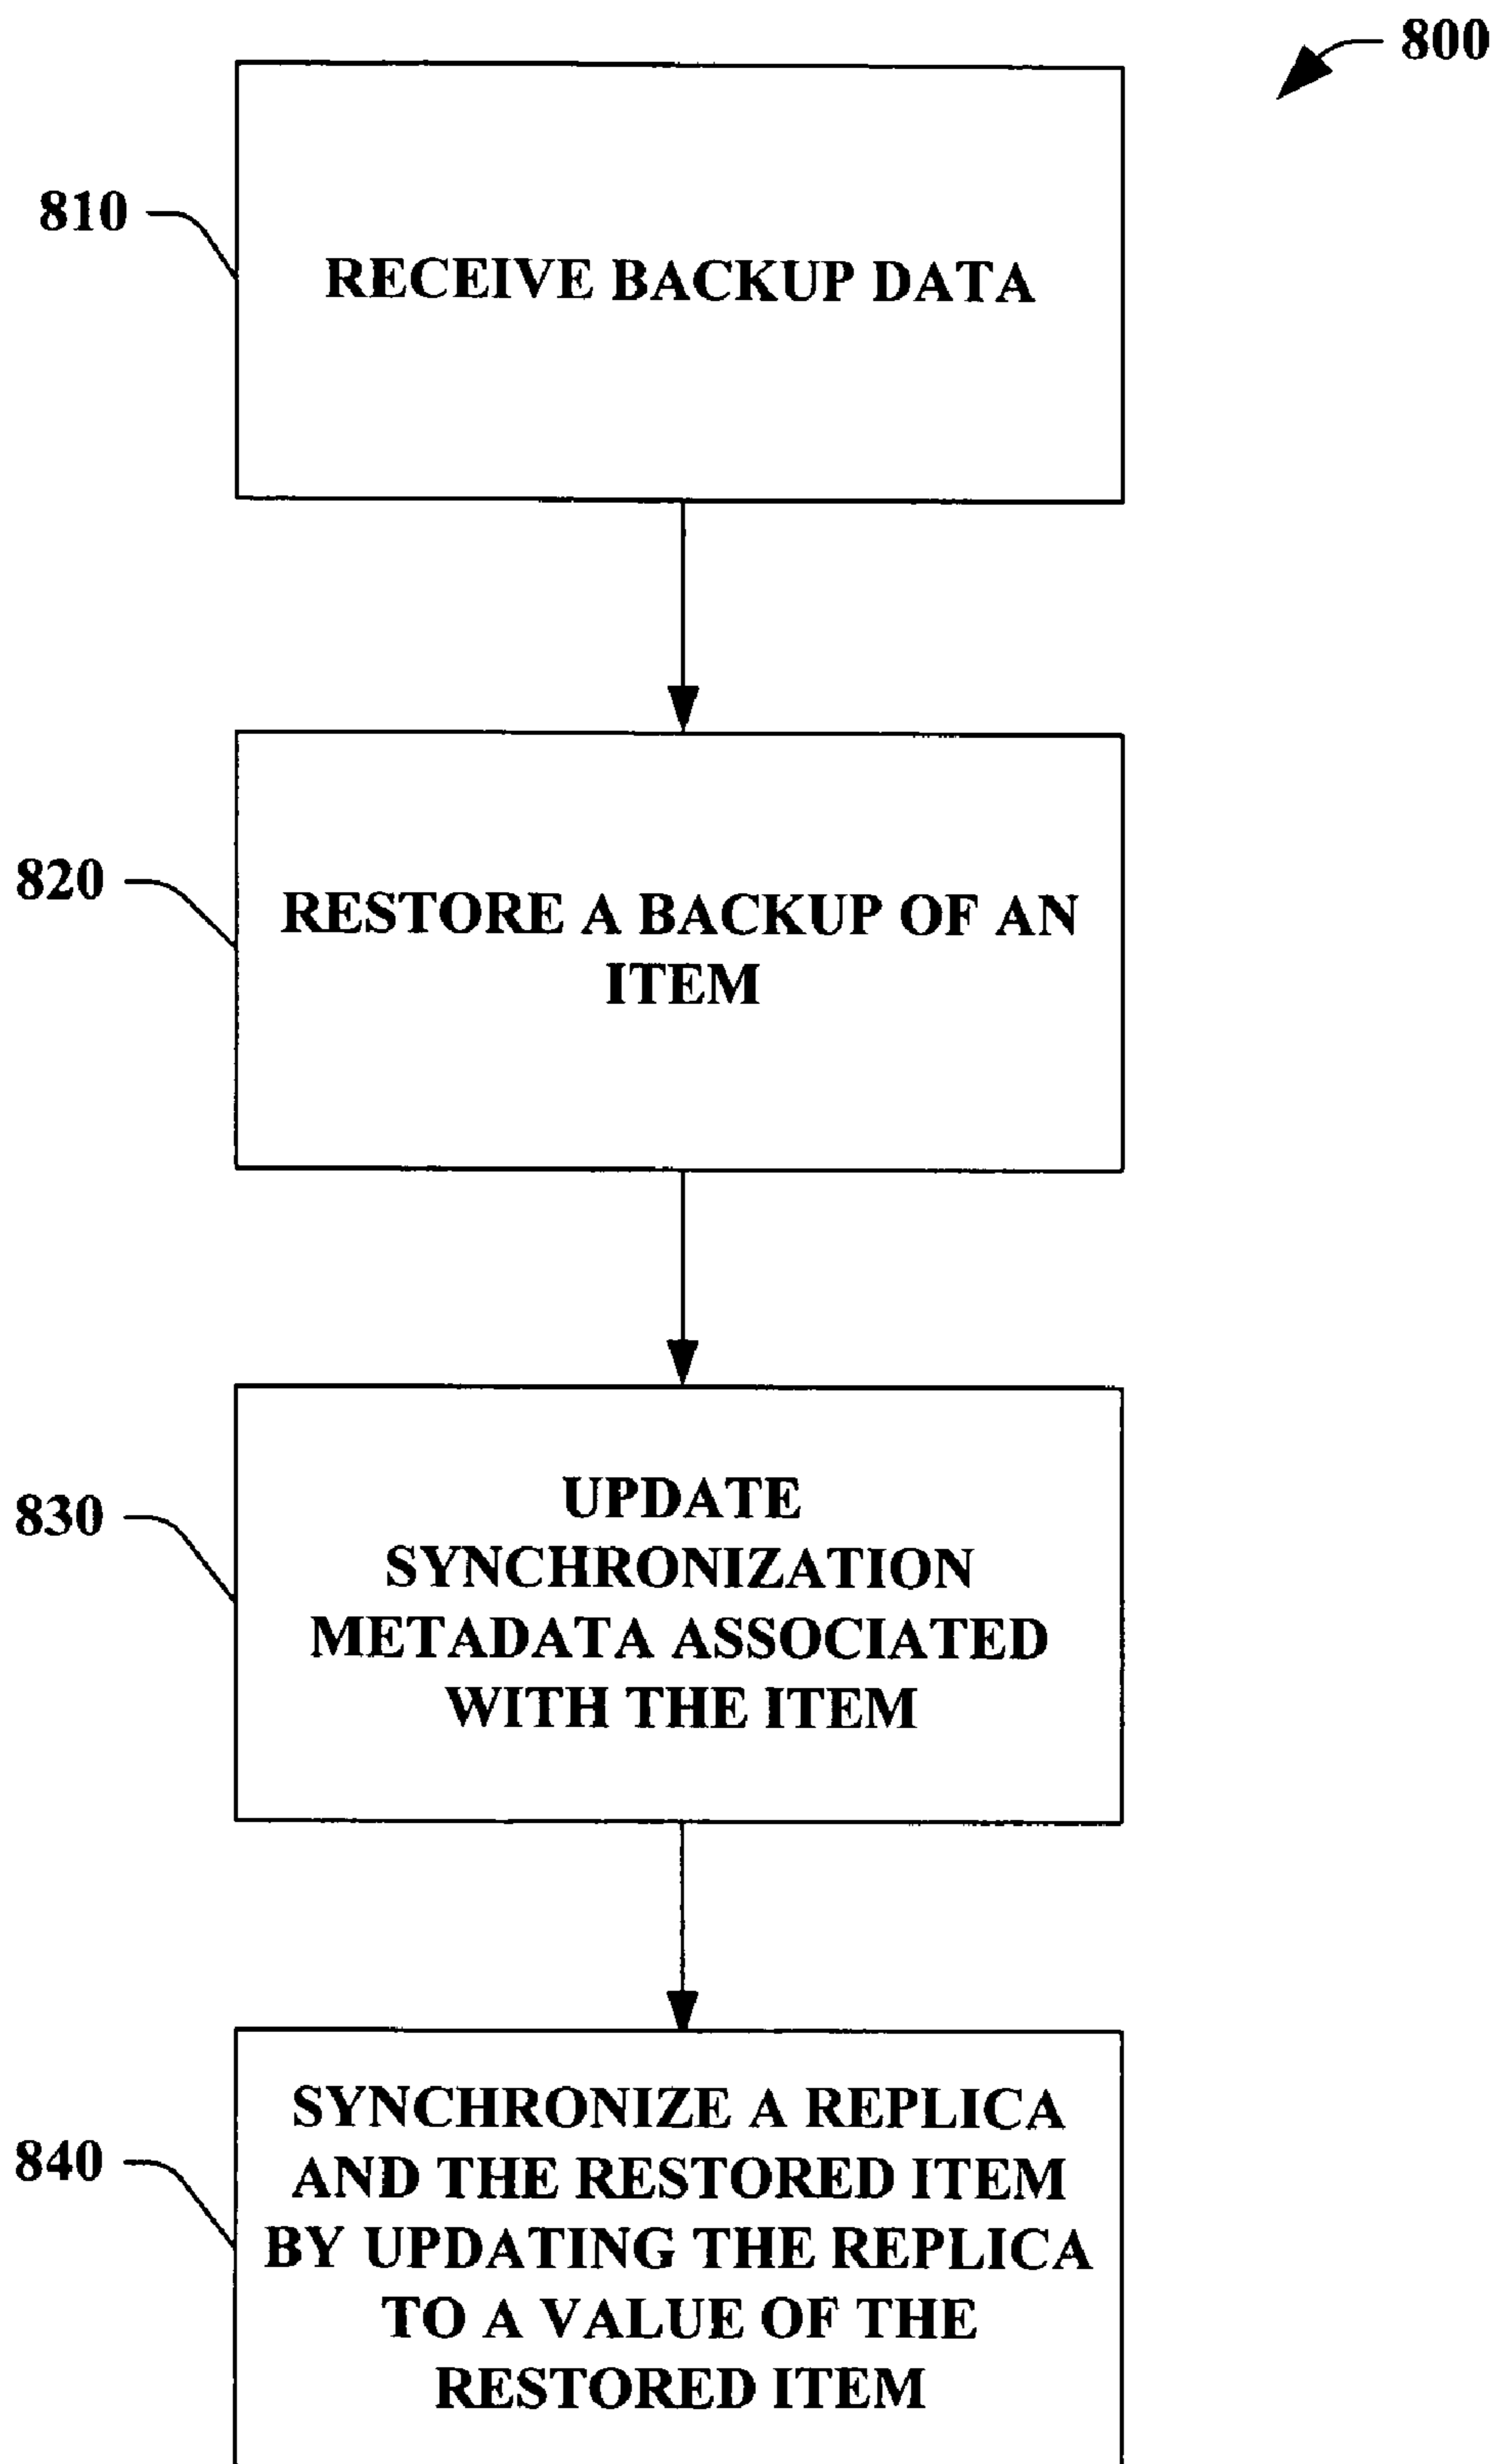 800
810
RECEIVE BACKUP DATA
820
RESTORE A BACKUP OF AN
ITEM
830
UPDATE
SYNCHRONIZATION
METADATA ASSOCIATED
WITH THE ITEM
840
SYNCHRONIZE A REPLICA
AND THE RESTORED ITEM
BY UPDATING THE REPLICA
TO A VALUE OF THE
RESTORED ITEM